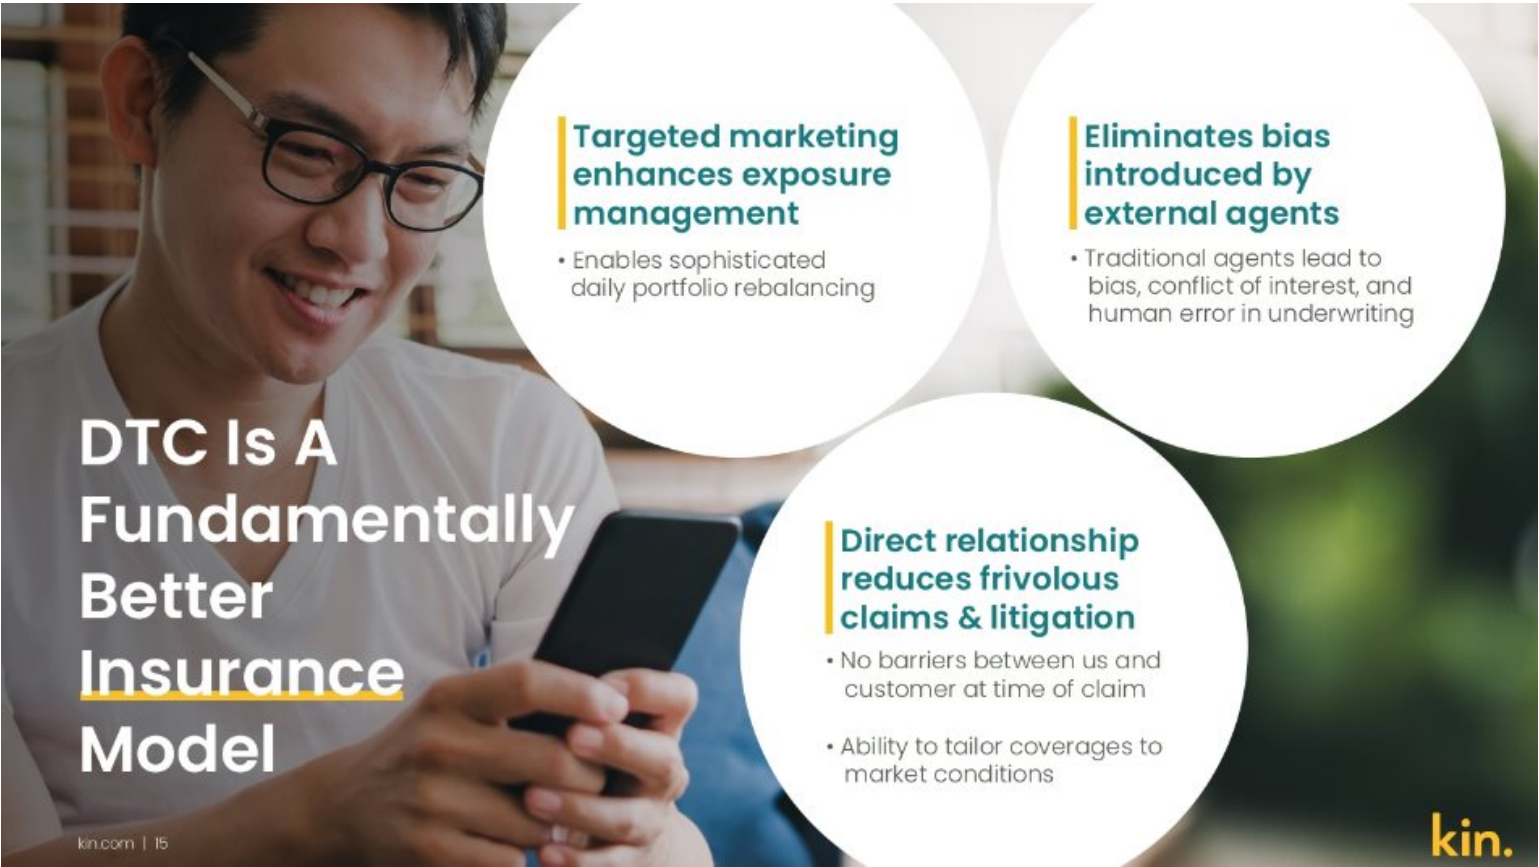 DTC Is A
Fundamentally
Better
Insurance
Model
Targeted marketing
enhances exposure
management
• Enables sophisticated
daily portfolio rebalancing
Eliminates bias
introduced by
external agents
• Traditional agents lead to
bias, conflict of interest, and
human error in underwriting
Direct relationship
reduces frivolous
claims & litigation
• No barriers between us and
customer at time of claim
• Ability to tailor coverages to
market conditions
kin.com | 15
kin.